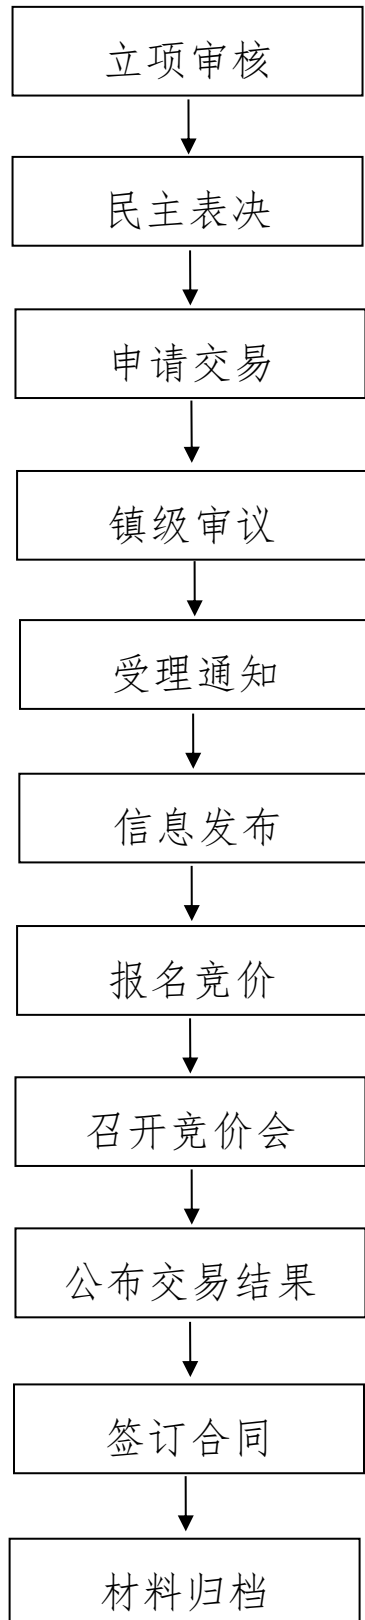 立项审核
民主表决
申请交易
镇级审议
受理通知
信息发布
报名竞价
召开竞价会
公布交易结果
签订合同
材料归档